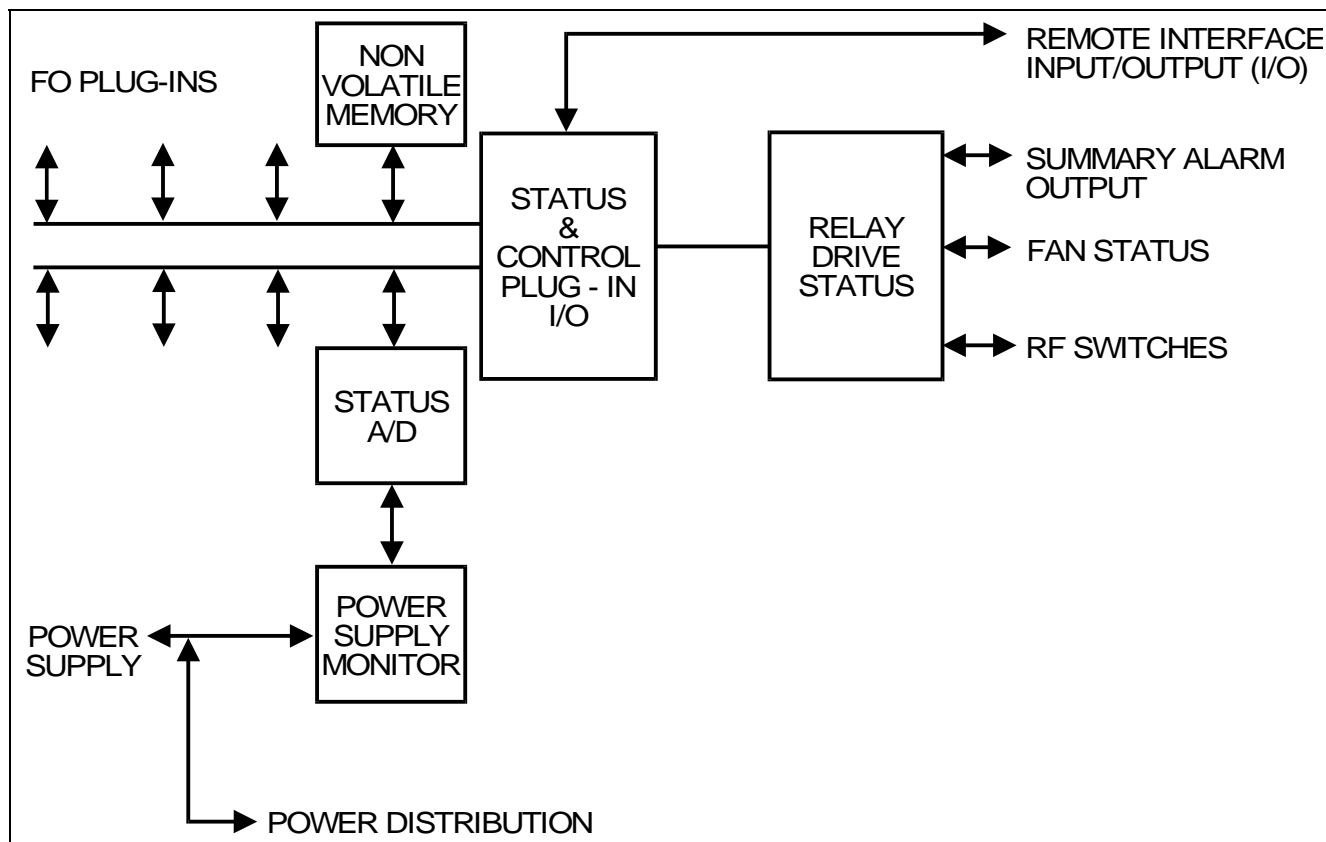 FO PLUG-INS
NON
VOLATILE
MEMORY
REMOTE INTERFACE
INPUT/OUTPUT (I/O)
STATUS
&
CONTROL
PLUG - IN
I/O
RELAY
DRIVE
STATUS
SUMMARY ALARM
OUTPUT
FAN STATUS
RF SWITCHES
STATUS
A/D
POWER
SUPPLY
POWER
SUPPLY
MONITOR
POWER DISTRIBUTION